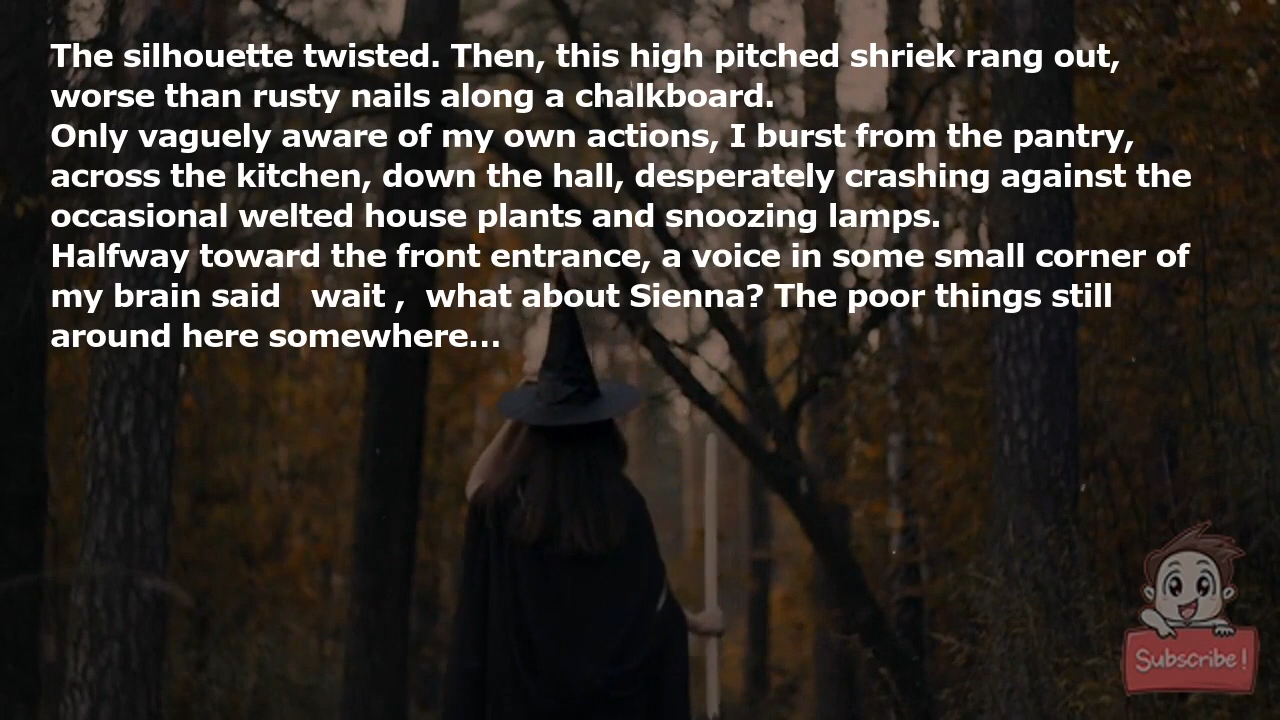 The silhouette twisted. Then, this high pitched shriek rang out,
worse than rusty nails along a chalkboard.
Only vaguely aware of my own actions, I burst from the pantry,
across the kitchen, down the hall, desperately crashing against the
occasional welted house plants and snoozing lamps.
Halfway toward the front entrance, a voice in some small corner of
my brain said   wait ,  what about Sienna? The poor things still
around here somewhere...
Subscribe!